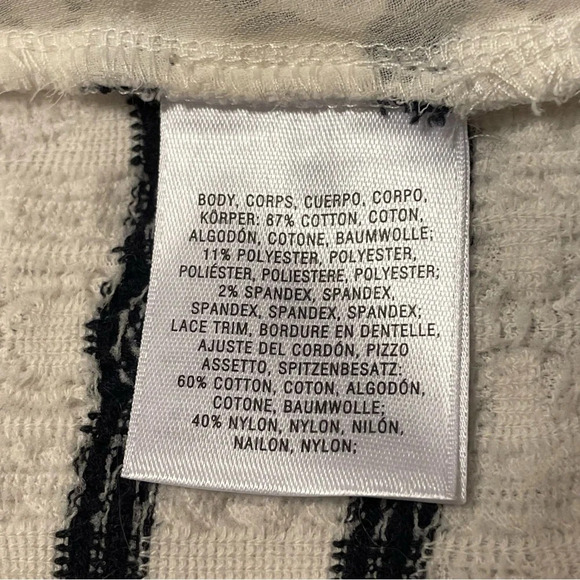 BODY, CORPS, CUERPO, CORPO,
KÖRPER: 87% COTTON, COTON,
ALGODÓN, COTONE, BAUMWOLLE;
11% POLYESTER, POLYESTER,
POLIÉSTER, POLIESTERE, POLYESTER;
2% SPANDEX, SPANDEX,
SPANDEX, SPANDEX, SPANDEX;
LACE TRIM, BORDURE EN DENTELLE,
AJUSTE DEL CORDÓN, PIZZO
ASSETTO, SPITZENBESATZ:
60% COTTON, COTON, ALGODÓN,
COTONE, BAUMWOLLE;
40% NYLON, NYLON, NILÓN,
NAILON, NYLON;